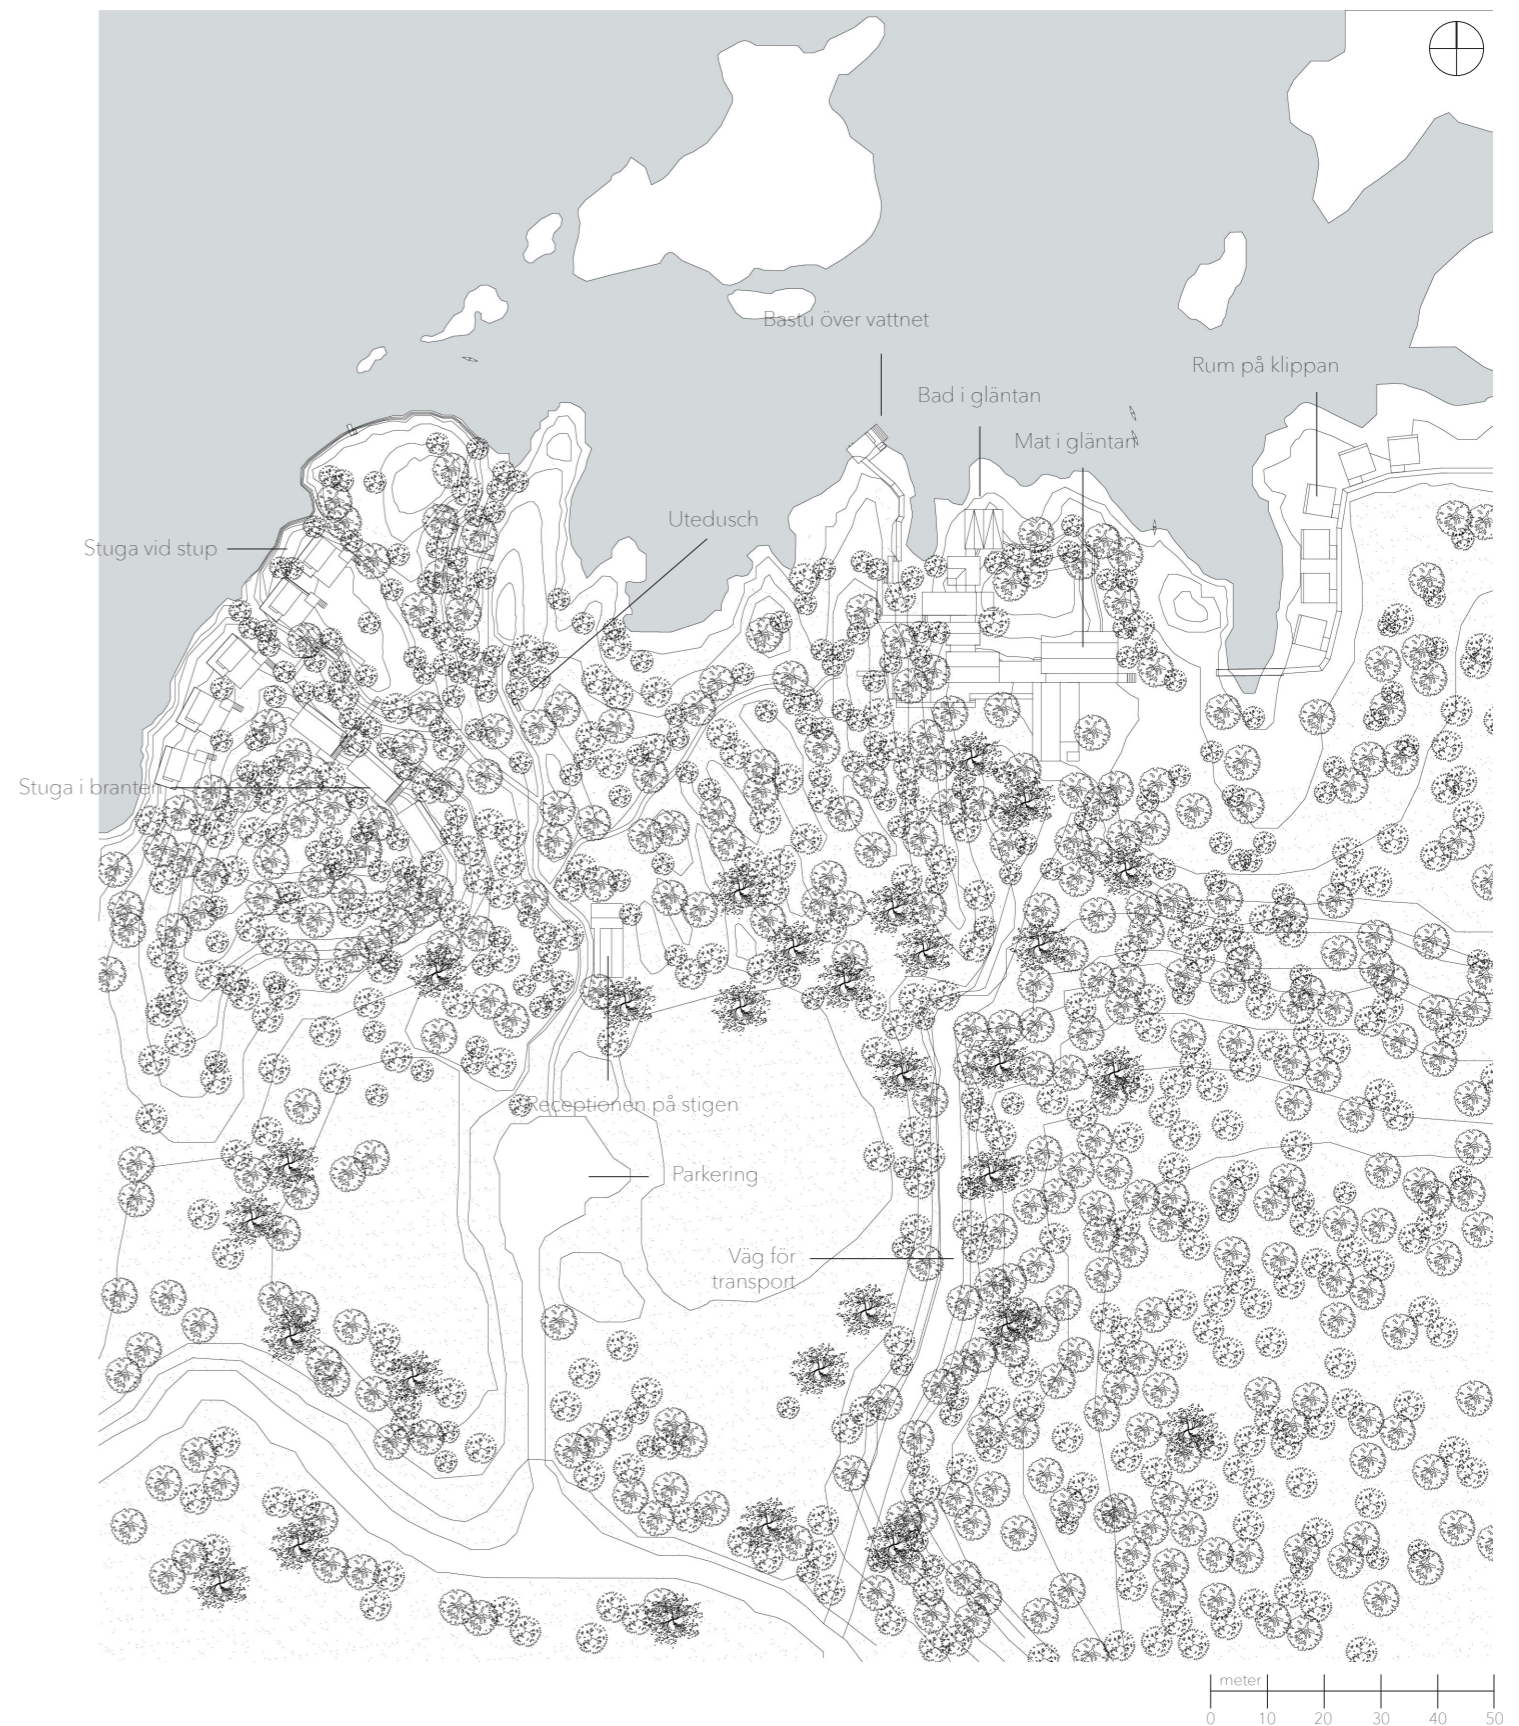 Bastu över vattnet
Rum på klippan
Bad i gläntan
Mat i gläntan
Utedusch
Stuga vid stup
Stuga i branten
Receptionen på stigen
Parkering
Väg för
transport
meter
0 10 20 30 40 50